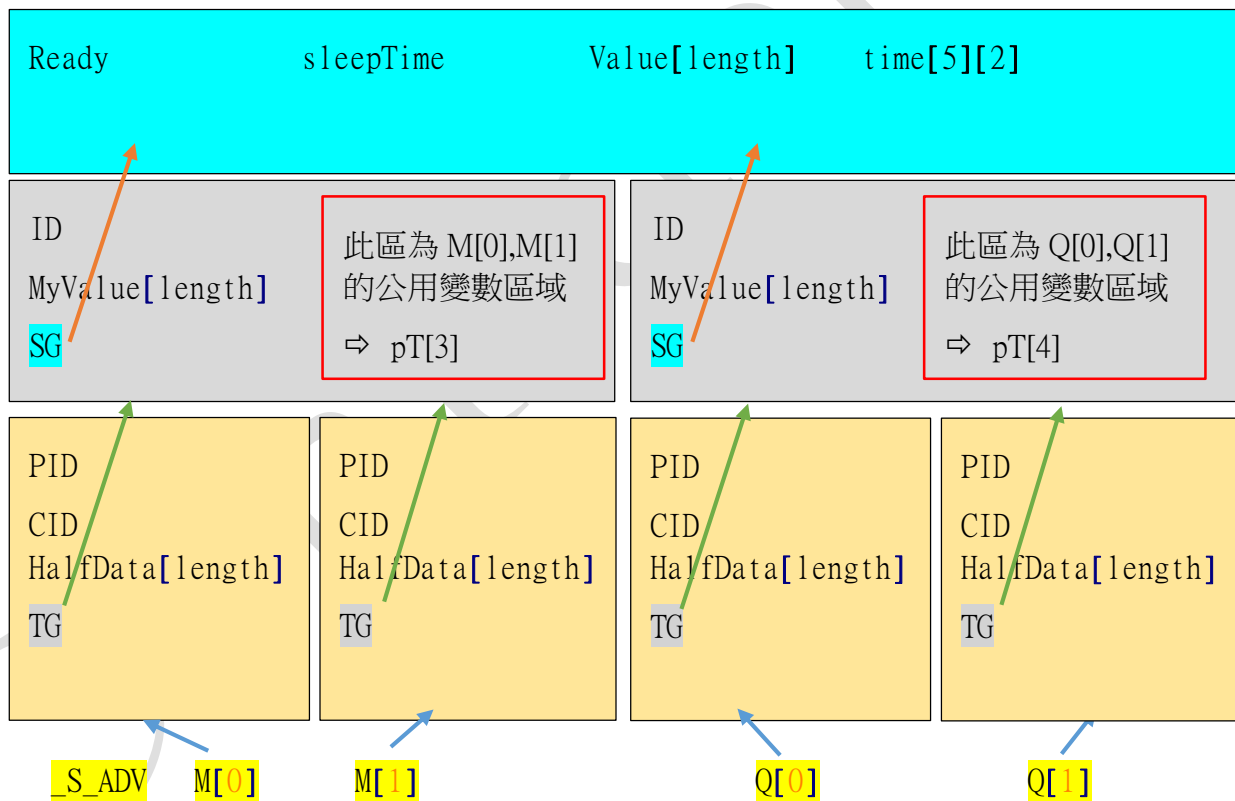 Ready sleepTime Value[length] time[5][2]
ID
MyValue[length]
SG
此區為 M[0],M[1]
的公用變數區域
⇨ pT[3]
ID
MyValue[length]
SG
此區為 Q[0],Q[1]
的公用變數區域
⇨ pT[4]
PID
CID
HalfData[length]
TG
PID
CID
HalfData[length]
TG
PID
CID
HalfData[length]
TG
PID
CID
HalfData[length]
TG
_S_ADV M[0] M[1] Q[0] Q[1]